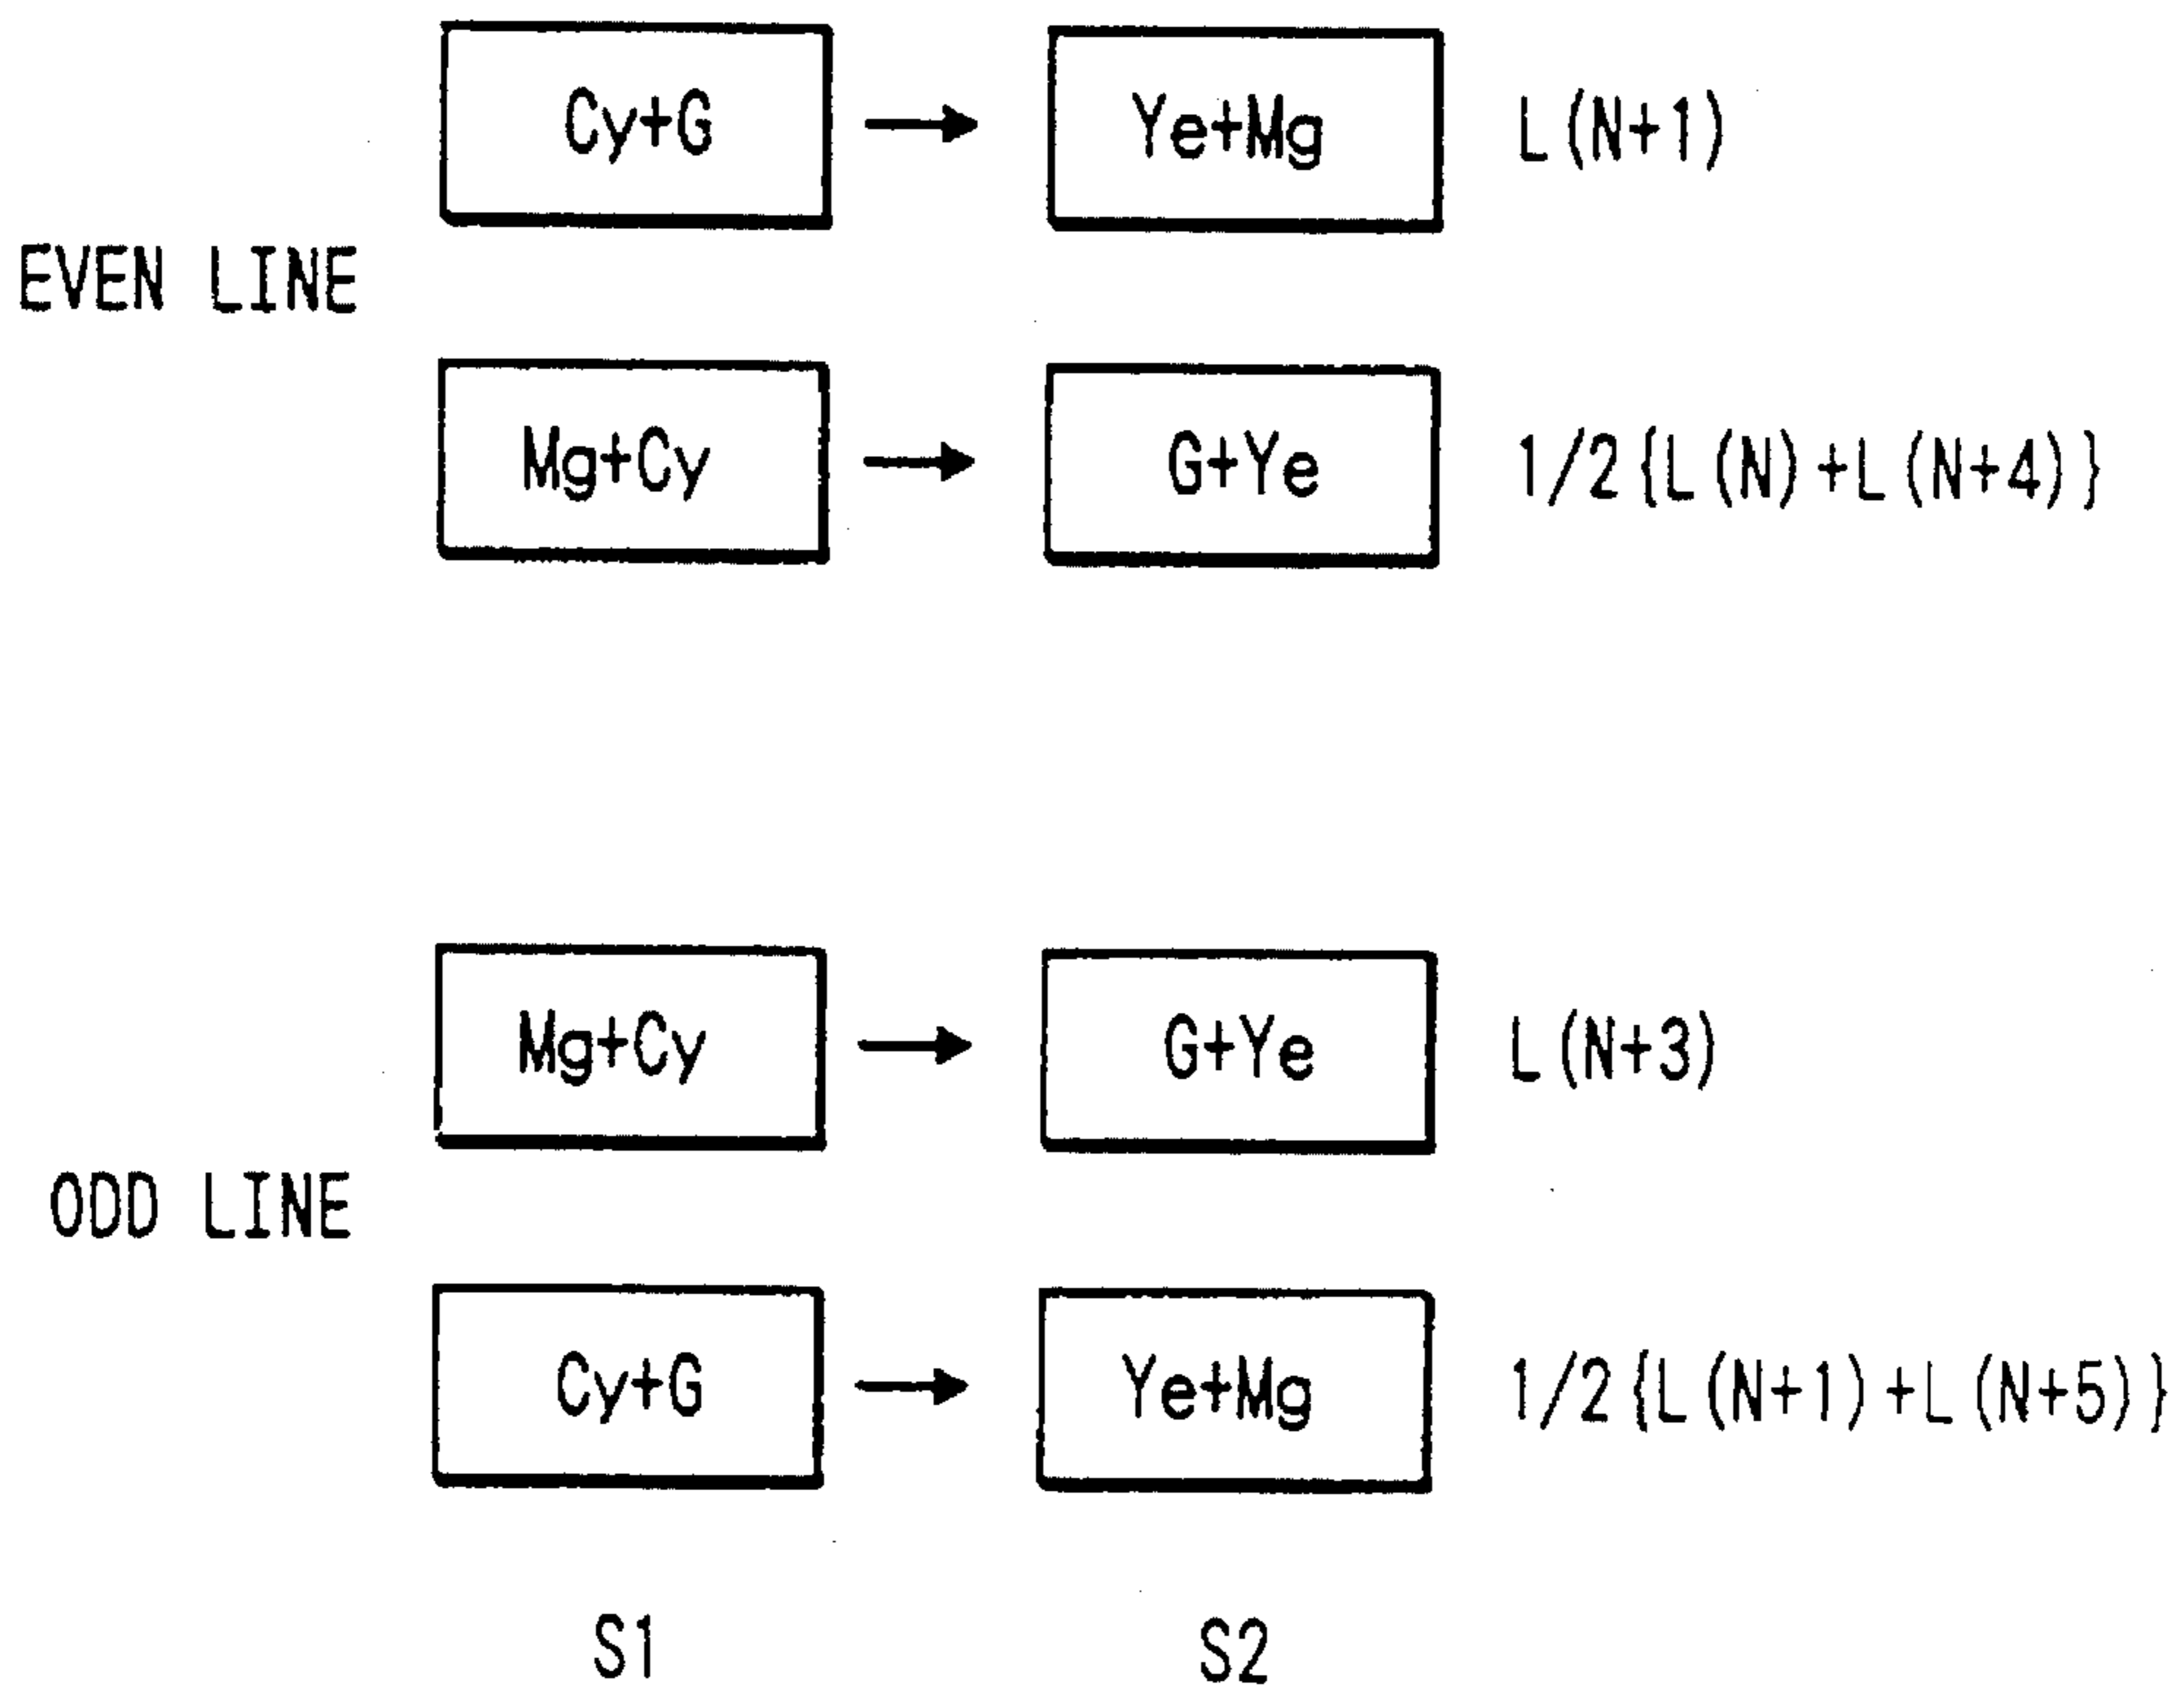 Cy+G Ye+Mg L(N+1)
EVEN LINE
Mg+Cy G+Ye 1/2{L(N)+L(N+4)}
Mg+Cy G+Ye L(N+3)
ODD LINE
Cy+G Ye+Mg 1/2{L(N+1)+L(N+5)}
S1 S2